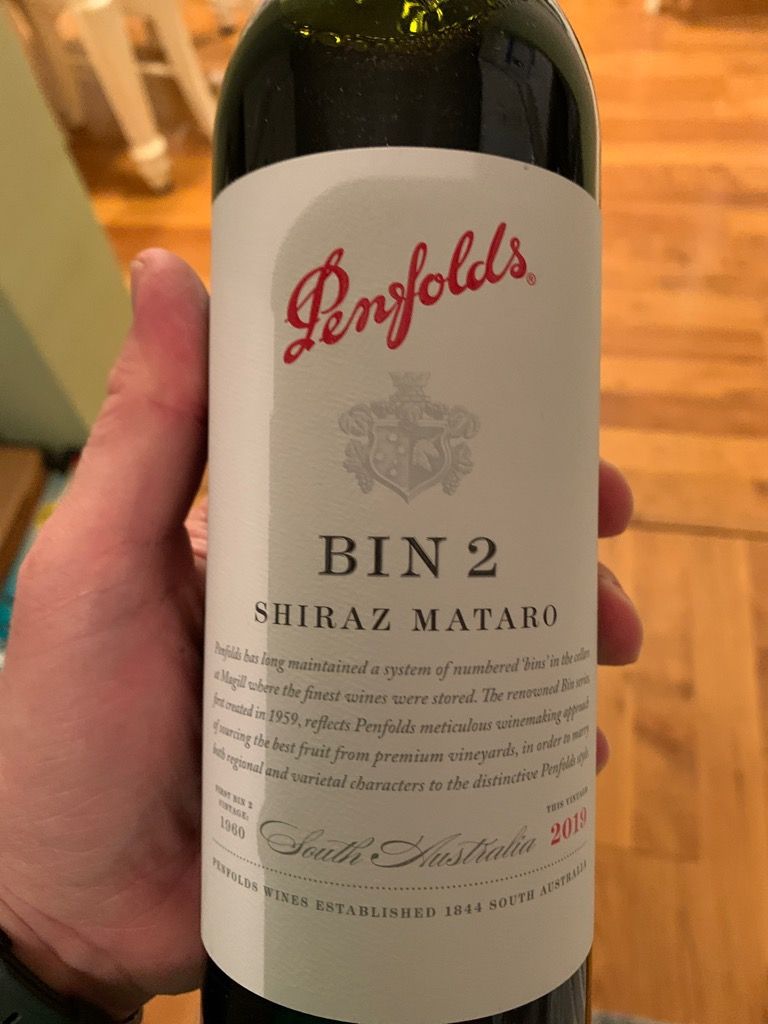 Penfolds®
BIN 2
SHIRAZ MATARO
Penfolds has long maintained a system of numbered 'bins' in the cellars
at Magill where the finest wines were stored. The renowned Bin series,
first created in 1959, reflects Penfolds meticulous winemaking approach
of sourcing the best fruit from premium vineyards, in order to marry
both regional and varietal characters to the distinctive Penfolds style.
FIRST BIN 2
VINTAGE:
1960
South Australia
THIS VINTAGE
2019
PENFOLDS WINES ESTABLISHED 1844 SOUTH AUSTRALIA